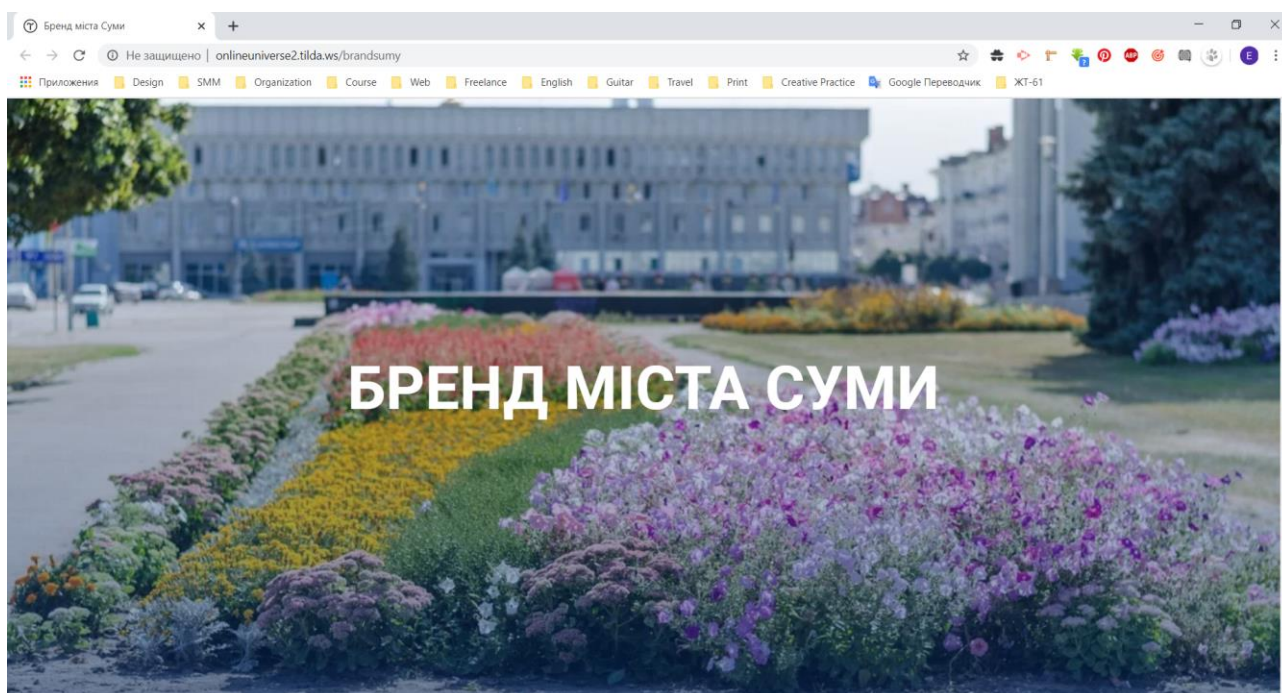 Бренд міста Суми
Не защищено | onlineuniverse2.tilda.ws/brandsumy
Приложения Design SMM Organization Course Web Freelance English Guitar Travel Print Creative Practice Google Переводчик ЖТ-61
БРЕНД МІСТА СУМИ